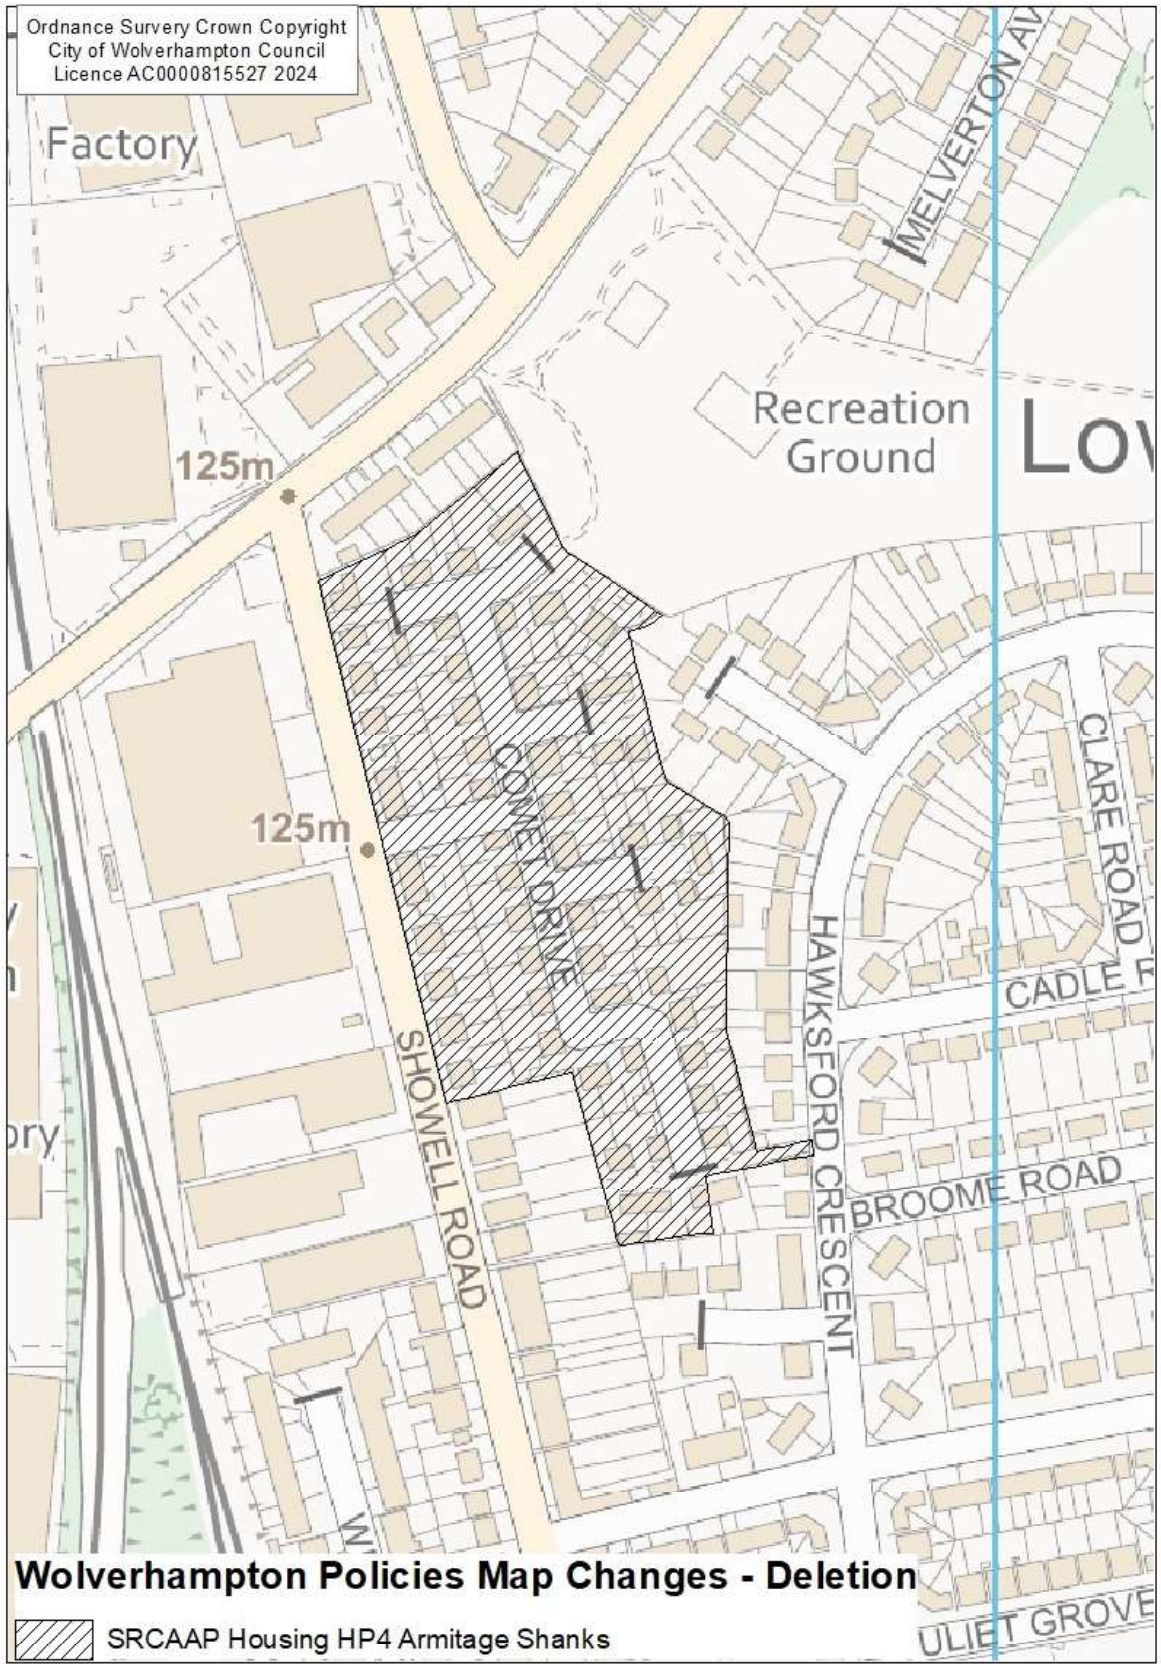 Ordnance Survery Crown Copyright
City of Wolverhampton Council
Licence AC0000815527 2024
Factory
MELVERTON AV
Recreation
Ground
Lov
125m
125m
COMET DRIVE
CLARE ROAD
HAWKSFORD CRESCENT
CADLE R
SHOWELL ROAD
ory
BROOME ROAD
ULIET GROVE
Wolverhampton Policies Map Changes - Deletion
SRCAAP Housing HP4 Armitage Shanks